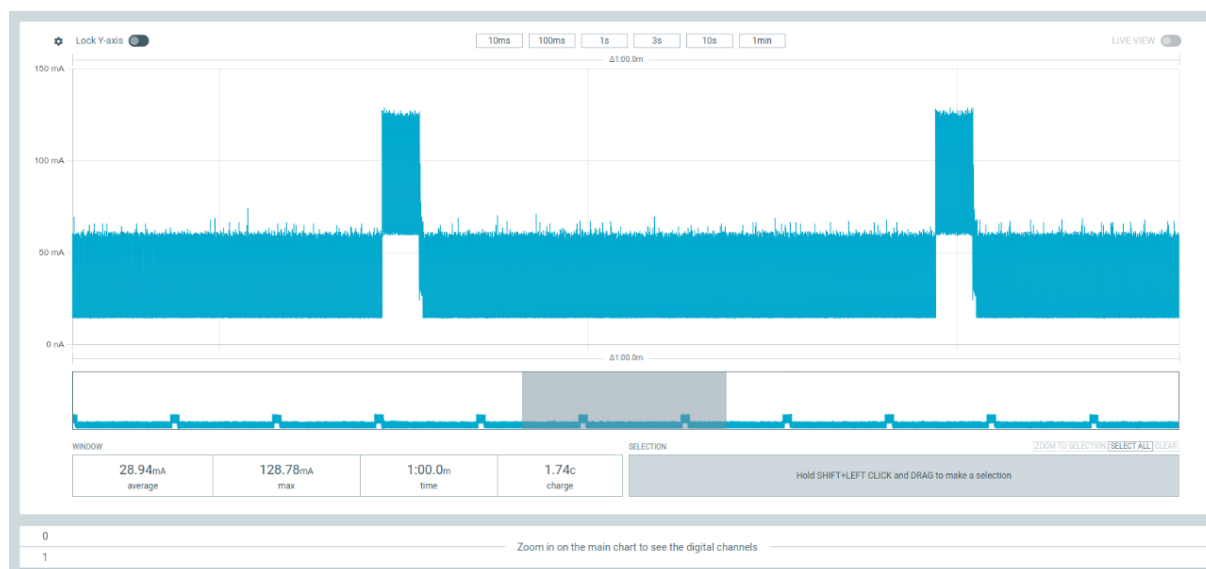 Lock Y-axis
10ms 100ms 1s 3s 10s 1min
LIVE VIEW
Δ1:00.0m
150 mA
100 mA
50 mA
0 nA
Δ1:00.0m
WINDOW
28.94mA average
128.78mA max
1:00.0m time
1.74c charge
SELECTION
ZOOM TO SELECTION SELECT ALL CLEAR
Hold SHIFT+LEFT CLICK and DRAG to make a selection
0
1
Zoom in on the main chart to see the digital channels